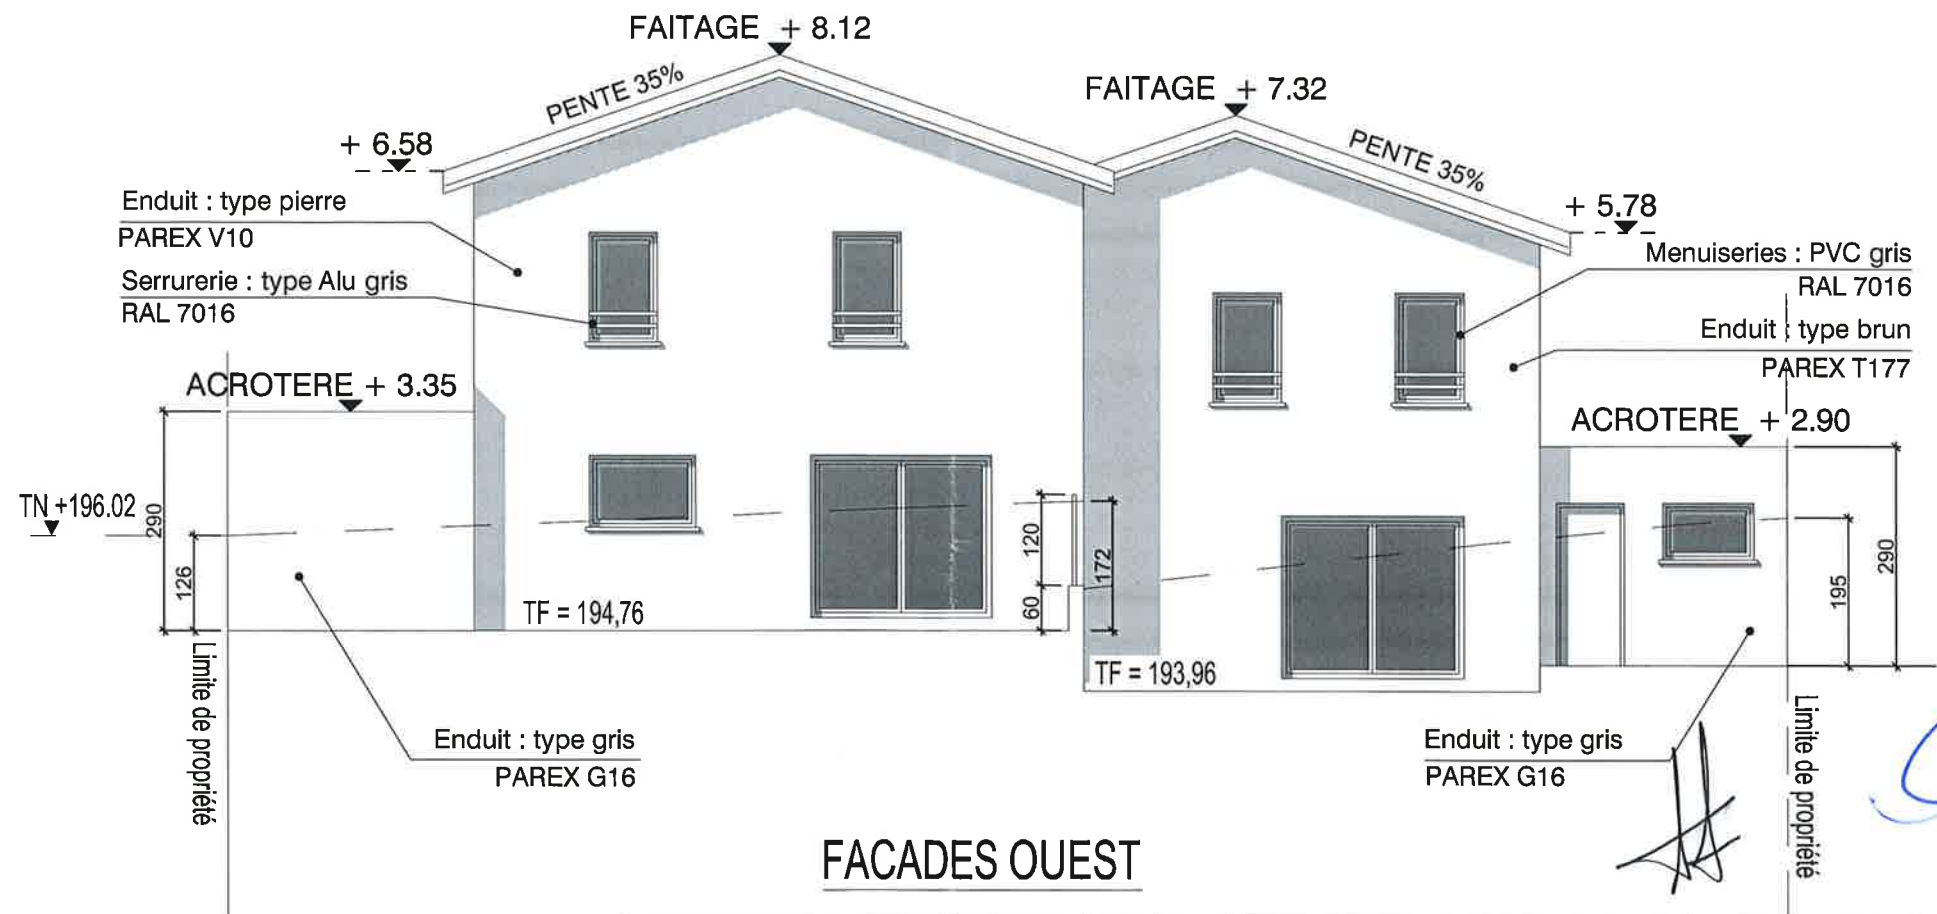 FAITAGE + 8.12
PENTE 35%
FAITAGE + 7.32
PENTE 35%
+ 6.58
+ 5.78
Enduit : type pierre
PAREX V10
Serrurerie : type Alu gris
RAL 7016
Menuiseries : PVC gris
RAL 7016
Enduit : type brun
PAREX T177
ACROTERE + 3.35
ACROTERE + 2.90
TN +196.02
290
126
120
60
172
195
290
TF = 194,76
TF = 193,96
Limite de propriété
Limite de propriété
Enduit : type gris
PAREX G16
Enduit : type gris
PAREX G16
FACADES OUEST